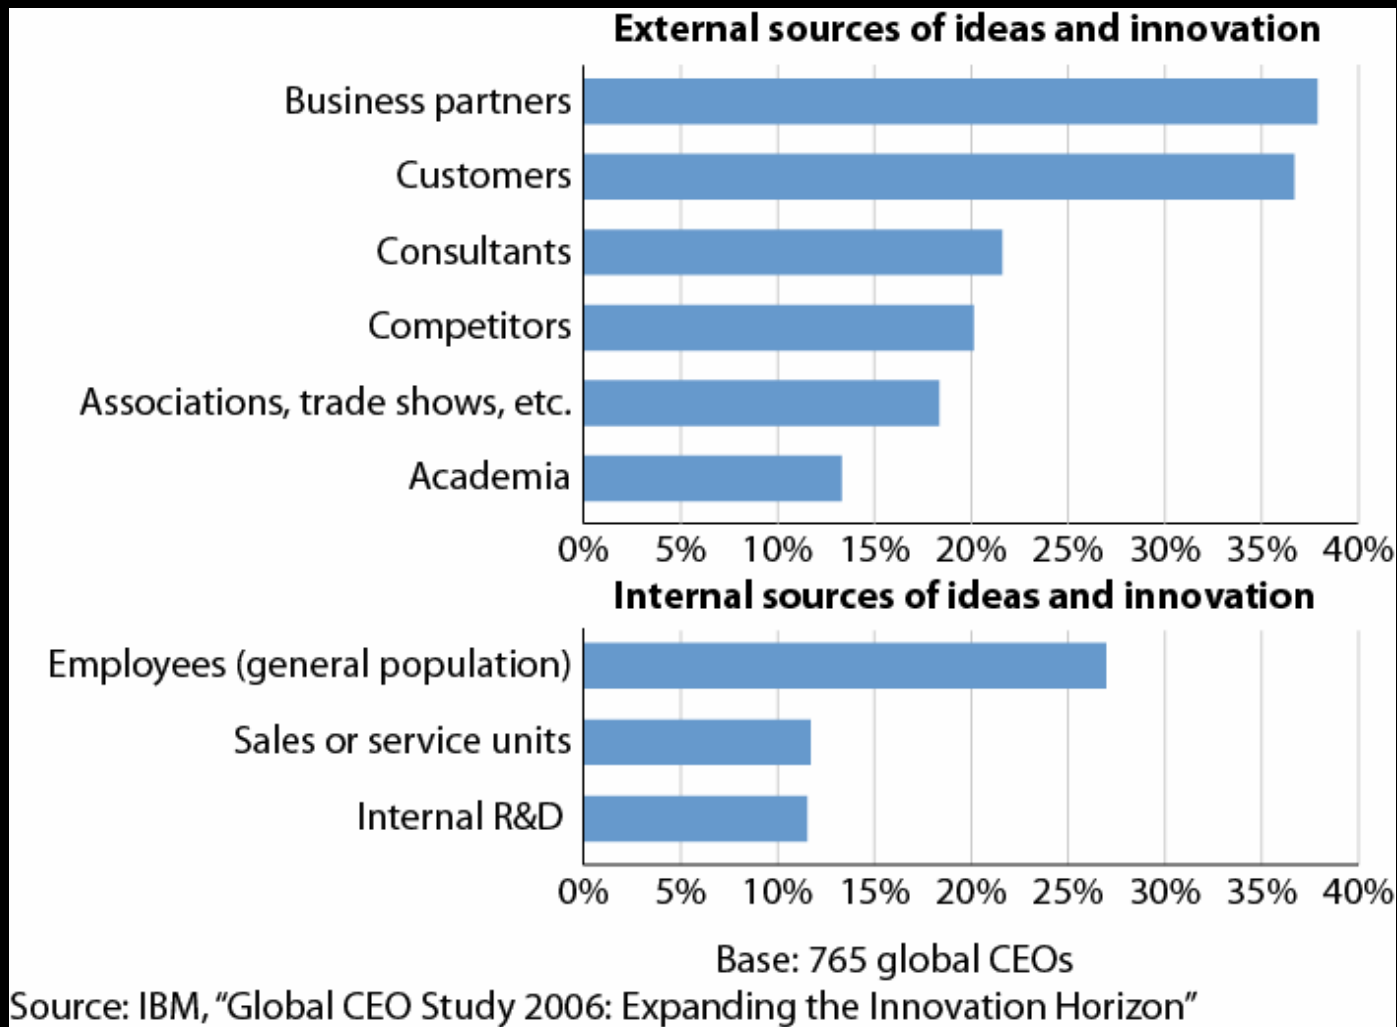 External sources of ideas and innovation
Business partners
Customers
Consultants
Competitors
Associations, trade shows, etc.
Academia
0% 5% 10% 15% 20% 25% 30% 35% 40%
Internal sources of ideas and innovation
Employees (general population)
Sales or service units
Internal R&D
0% 5% 10% 15% 20% 25% 30% 35% 40%
Base: 765 global CEOs
Source: IBM, “Global CEO Study 2006: Expanding the Innovation Horizon”